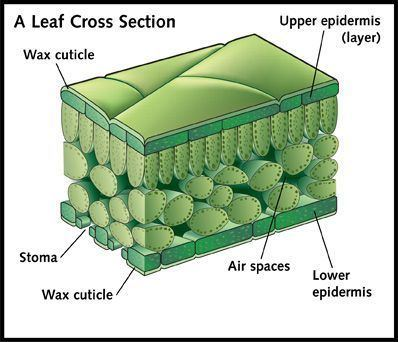 A Leaf Cross Section
Upper epidermis
(layer)
Wax cuticle
Stoma
Air spaces
Lower
epidermis
Wax cuticle